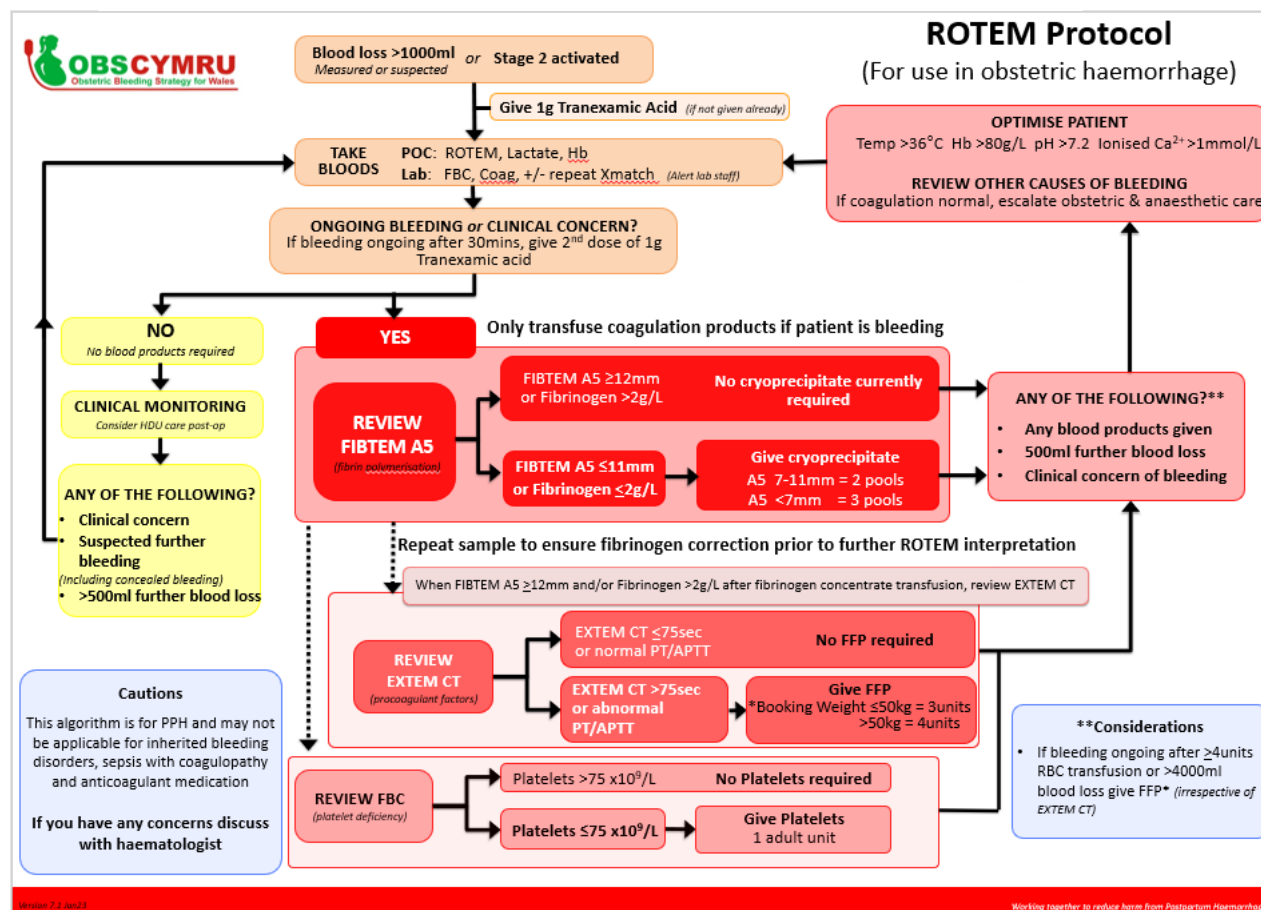 OBSCYMRU
Obstetric Bleeding Strategy for Wales
ROTEM Protocol
(For use in obstetric haemorrhage)
Blood loss >1000ml or Stage 2 activated
Measured or suspected
Give 1g Tranexamic Acid (if not given already)
TAKE BLOODS
POC: ROTEM, Lactate, Hb
Lab: FBC, Coag, +/- repeat Xmatch (Alert lab staff)
OPTIMISE PATIENT
Temp >36°C Hb >80g/L pH >7.2 Ionised Ca²⁺ >1mmol/L
REVIEW OTHER CAUSES OF BLEEDING
If coagulation normal, escalate obstetric & anaesthetic care
ONGOING BLEEDING or CLINICAL CONCERN?
If bleeding ongoing after 30mins, give 2nd dose of 1g
Tranexamic acid
NO
No blood products required
CLINICAL MONITORING
Consider HDU care post-op
ANY OF THE FOLLOWING?
• Clinical concern
• Suspected further
bleeding
(Including concealed bleeding)
• >500ml further blood loss
YES
Only transfuse coagulation products if patient is bleeding
REVIEW
FIBTEM A5
(fibrin polymerisation)
FIBTEM A5 ≥12mm
or Fibrinogen >2g/L
No cryoprecipitate currently
required
FIBTEM A5 ≤11mm
or Fibrinogen ≤2g/L
Give cryoprecipitate
A5 7-11mm = 2 pools
A5 <7mm = 3 pools
ANY OF THE FOLLOWING?**
• Any blood products given
• 500ml further blood loss
• Clinical concern of bleeding
Repeat sample to ensure fibrinogen correction prior to further ROTEM interpretation
When FIBTEM A5 ≥12mm and/or Fibrinogen >2g/L after fibrinogen concentrate transfusion, review EXTEM CT
REVIEW
EXTEM CT
(procoagulant factors)
EXTEM CT ≤75sec
or normal PT/APTT
No FFP required
EXTEM CT >75sec
or abnormal
PT/APTT
Give FFP
*Booking Weight ≤50kg = 3units
>50kg = 4units
REVIEW FBC
(platelet deficiency)
Platelets >75 x10⁹/L
No Platelets required
Platelets ≤75 x10⁹/L
Give Platelets
1 adult unit
Cautions
This algorithm is for PPH and may not
be applicable for inherited bleeding
disorders, sepsis with coagulopathy
and anticoagulant medication
If you have any concerns discuss
with haematologist
**Considerations
• If bleeding ongoing after ≥4units
RBC transfusion or >4000ml
blood loss give FFP* (irrespective of
EXTEM CT)
Version 7.1 Jan23
Working together to reduce harm from Postpartum Haemorrhag